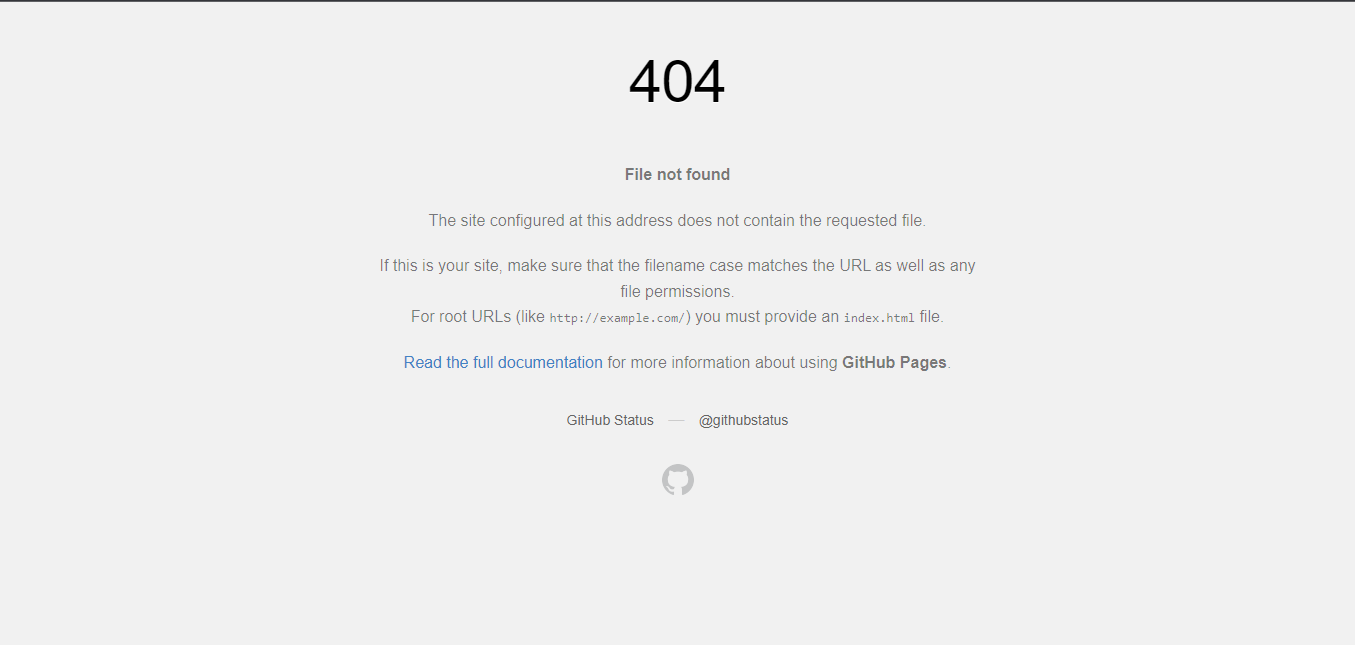 404
File not found
The site configured at this address does not contain the requested file.
If this is your site, make sure that the filename case matches the URL as well as any
file permissions.
For root URLs (like http://example.com/) you must provide an index.html file.
Read the full documentation for more information about using GitHub Pages.
GitHub Status — @githubstatus